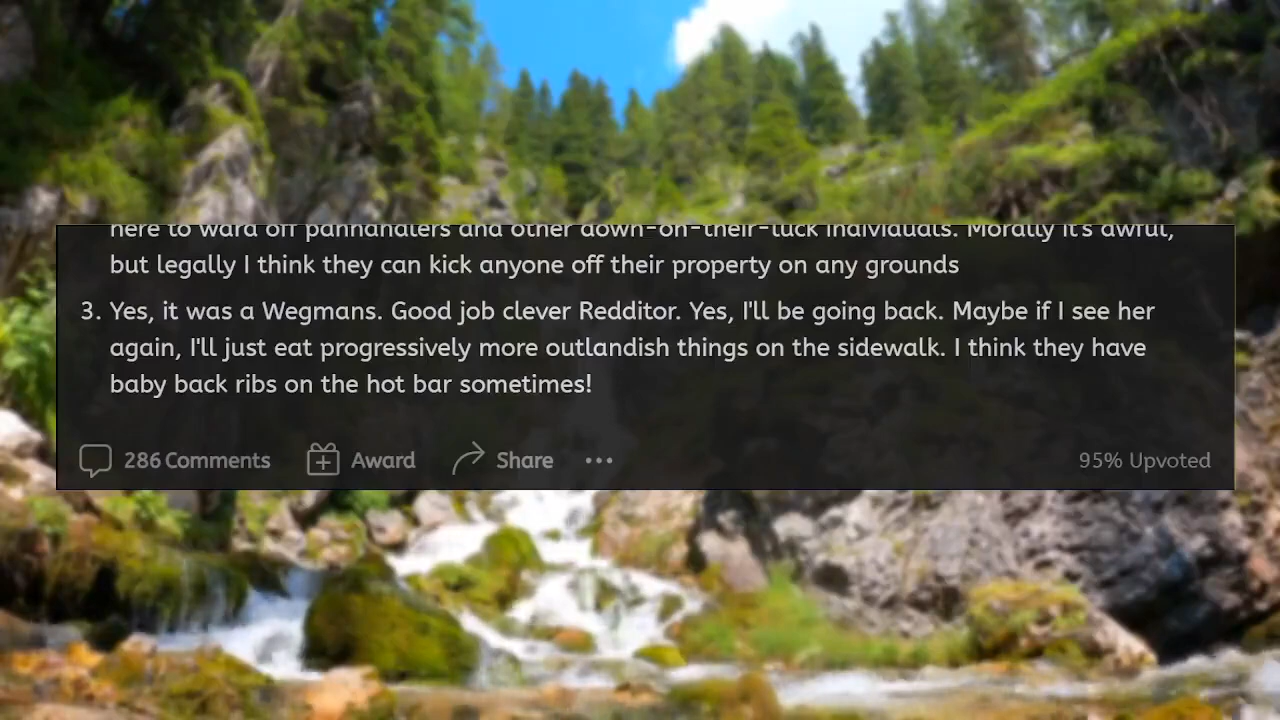 here to ward off panhandlers and other down-on-their-luck individuals. Morally it's awful,
but legally I think they can kick anyone off their property on any grounds
3. Yes, it was a Wegmans. Good job clever Redditor. Yes, I'll be going back. Maybe if I see her
again, I'll just eat progressively more outlandish things on the sidewalk. I think they have
baby back ribs on the hot bar sometimes!
286 Comments Award Share ••• 95% Upvoted